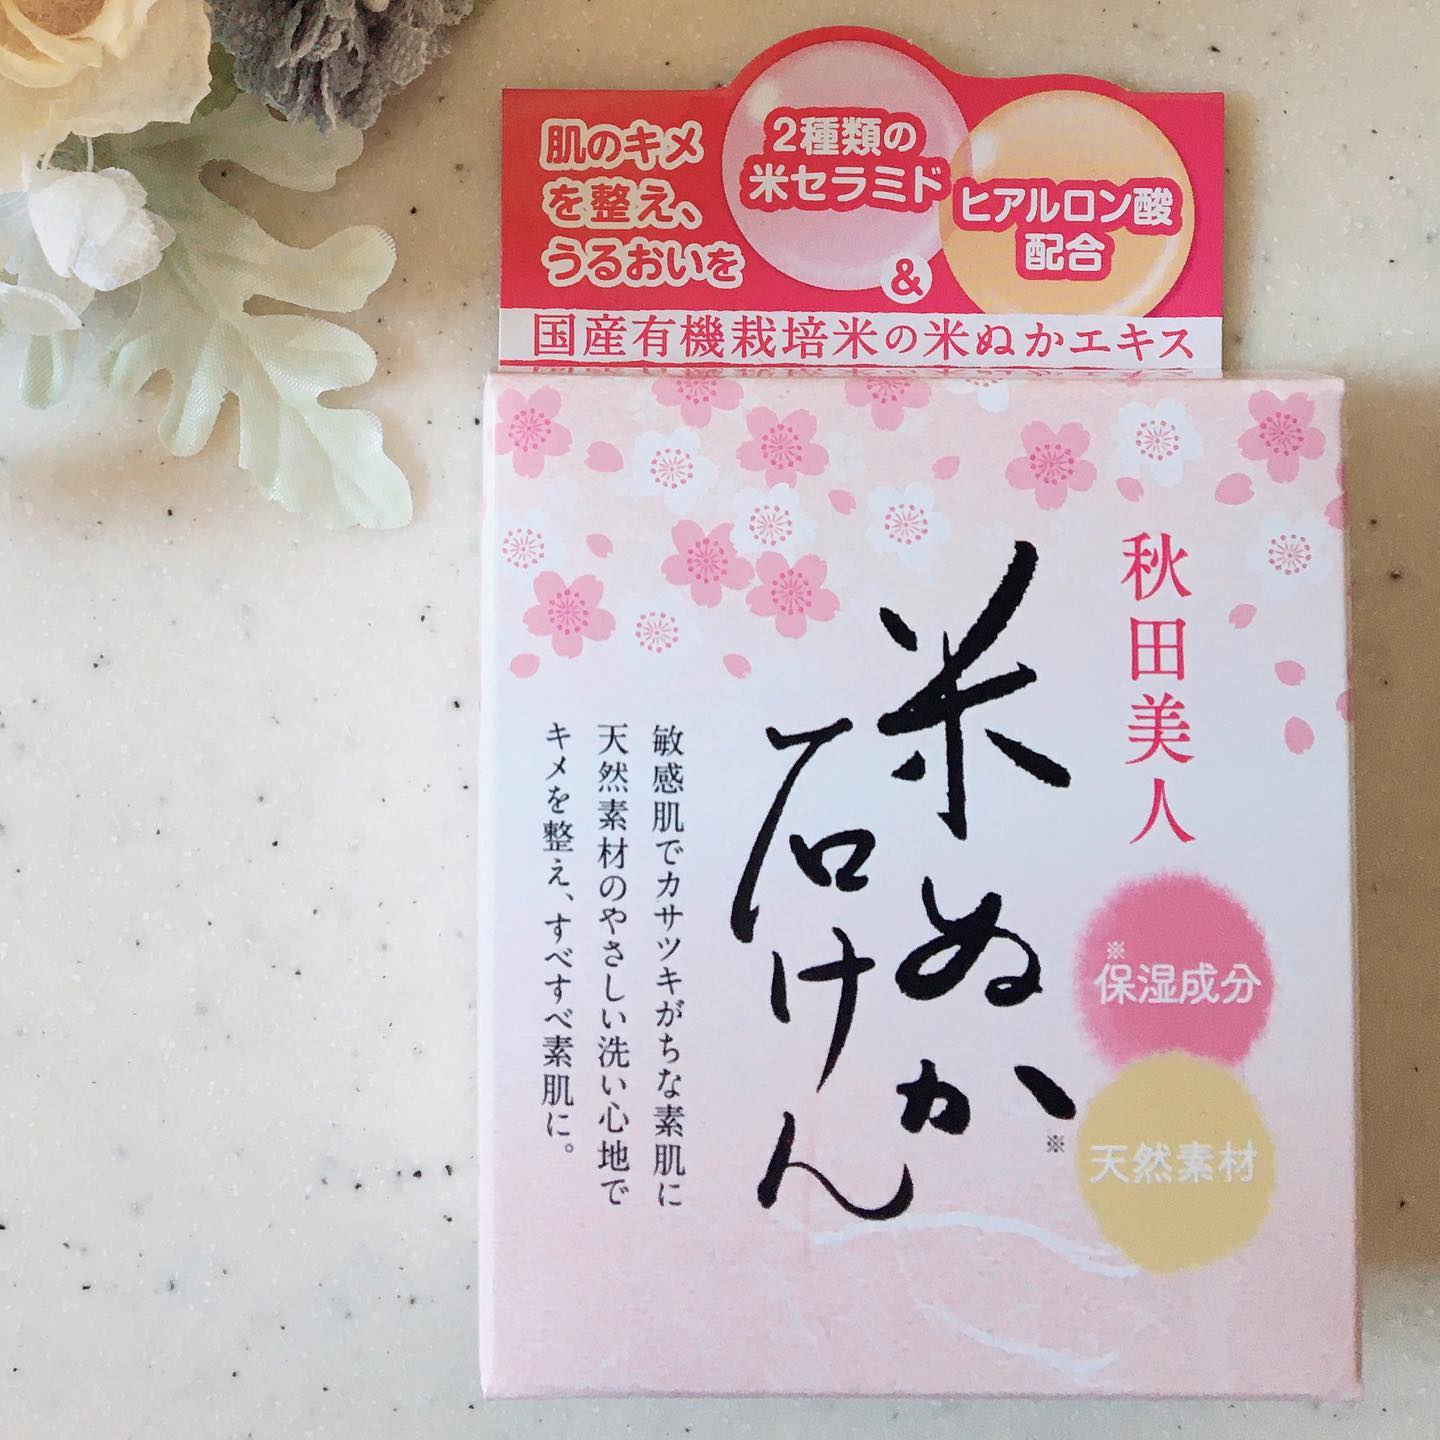 肌のキメ
を整え、
うるおいを
2種類の
米セラミド
&
ヒアルロン酸
配合
国産有機栽培米の米ぬかエキス
秋田美人
米ぬか※
石けん
※保湿成分
天然素材
敏感肌でカサツキがちな素肌に
天然素材のやさしい洗い心地で
キメを整え、すべすべ素肌に。